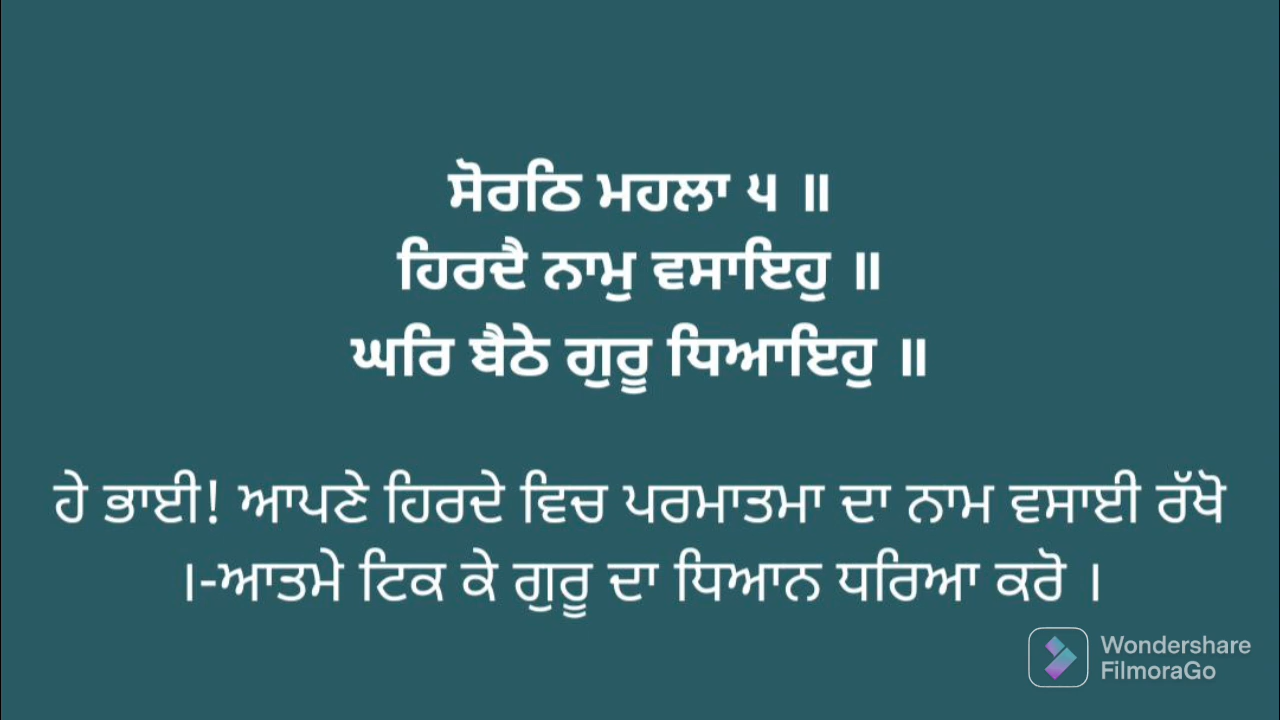 ਸੋਰਠਿ ਮਹਲਾ ੫ ॥
ਹਿਰਦੈ ਨਾਮੁ ਵਸਾਇਹੁ ॥
ਘਰਿ ਬੈਠੇ ਗੁਰੂ ਧਿਆਇਹੁ ॥
ਹੇ ਭਾਈ! ਆਪਣੇ ਹਿਰਦੇ ਵਿਚ ਪਰਮਾਤਮਾ ਦਾ ਨਾਮ ਵਸਾਈ ਰੱਖੋ
।-ਆਤਮੇ ਟਿਕ ਕੇ ਗੁਰੂ ਦਾ ਧਿਆਨ ਧਰਿਆ ਕਰੋ ।
Wondershare
FilmoraGo